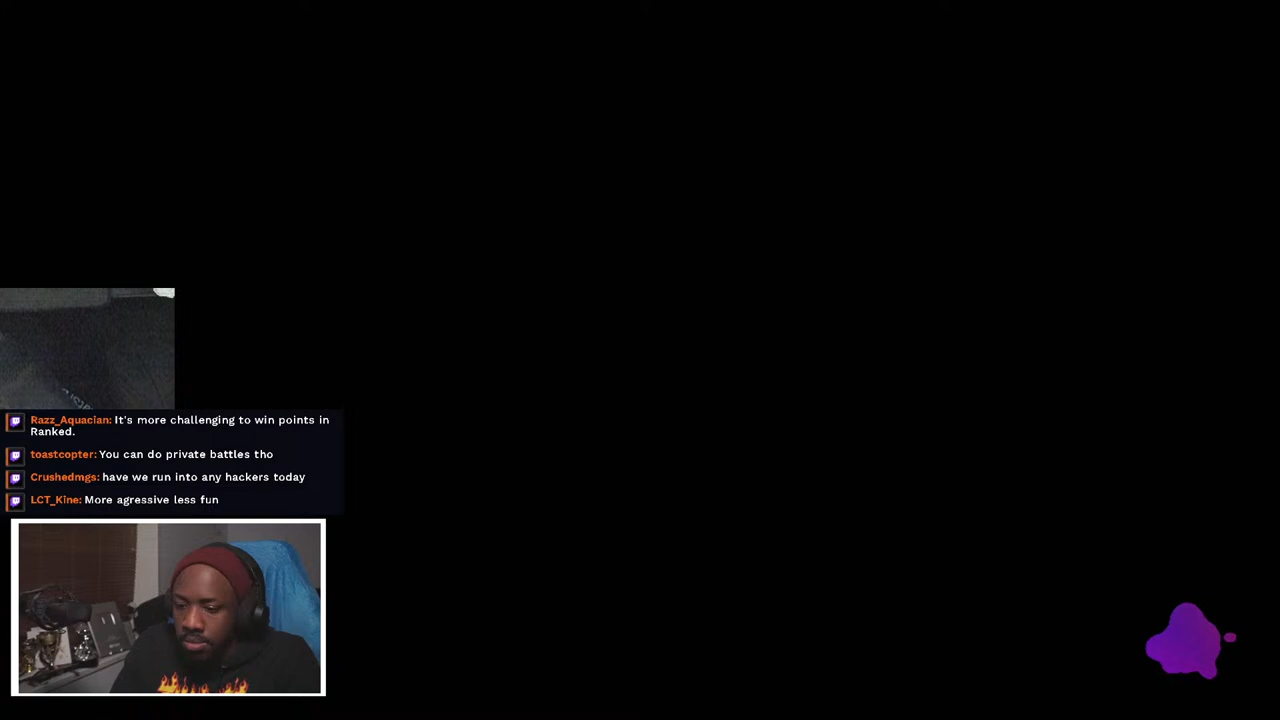 Razz_Aquacian: It's more challenging to win points in
Ranked.
toastcopter: You can do private battles tho
Crushedmgs: have we run into any hackers today
LCT_Kine: More agressive less fun